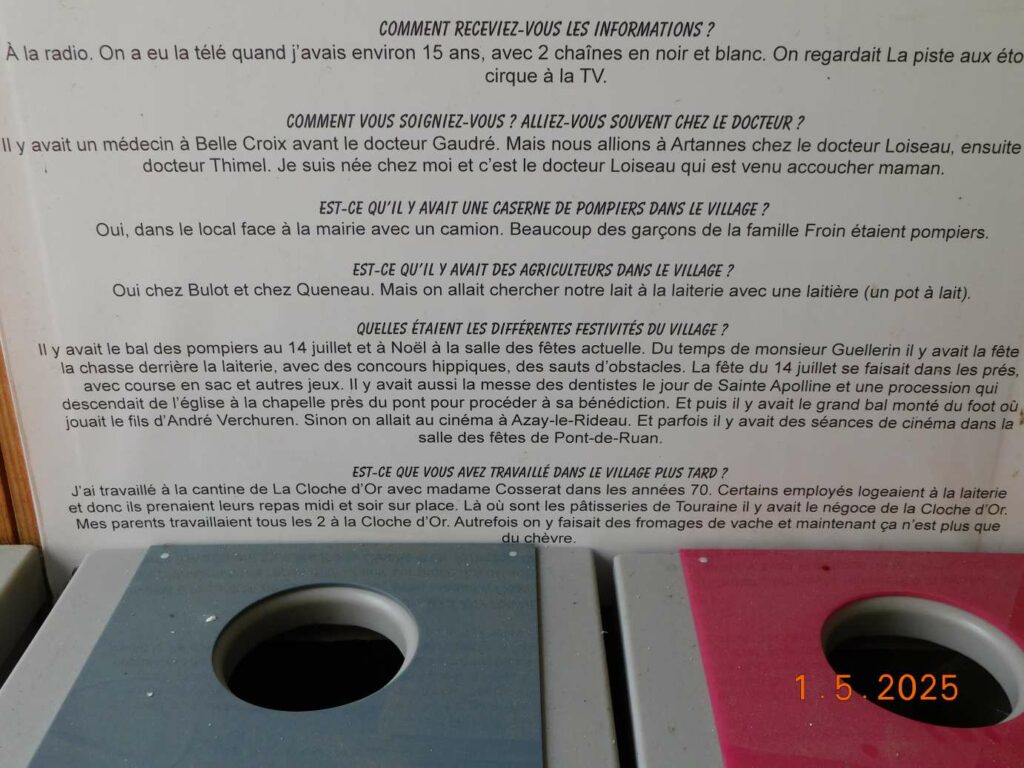 COMMENT RECEVIEZ-VOUS LES INFORMATIONS ?
À la radio. On a eu la télé quand j'avais environ 15 ans, avec 2 chaînes en noir et blanc. On regardait La piste aux éto
cirque à la TV.
COMMENT VOUS SOIGNIEZ-VOUS ? ALLIEZ-VOUS SOUVENT CHEZ LE DOCTEUR ?
Il y avait un médecin à Belle Croix avant le docteur Gaudré. Mais nous allions à Artannes chez le docteur Loiseau, ensuite
docteur Thimel. Je suis née chez moi et c'est le docteur Loiseau qui est venu accoucher maman.
EST-CE QU'IL Y AVAIT UNE CASERNE DE POMPIERS DANS LE VILLAGE ?
Oui, dans le local face à la mairie avec un camion. Beaucoup des garçons de la famille Froin étaient pompiers.
EST-CE QU'IL Y AVAIT DES AGRICULTEURS DANS LE VILLAGE ?
Oui chez Bulot et chez Queneau. Mais on allait chercher notre lait à la laiterie avec une laitière (un pot à lait).
QUELLES ÉTAIENT LES DIFFÉRENTES FESTIVITÉS DU VILLAGE ?
Il y avait le bal des pompiers au 14 juillet et à Noël à la salle des fêtes actuelle. Du temps de monsieur Guellerin il y avait la fête
la chasse derrière la laiterie, avec des concours hippiques, des sauts d'obstacles. La fête du 14 juillet se faisait dans les prés,
avec course en sac et autres jeux. Il y avait aussi la messe des dentistes le jour de Sainte Apolline et une procession qui
descendait de l'église à la chapelle près du pont pour procéder à sa bénédiction. Et puis il y avait le grand bal monté du foot où
jouait le fils d'André Verchuren. Sinon on allait au cinéma à Azay-le-Rideau. Et parfois il y avait des séances de cinéma dans la
salle des fêtes de Pont-de-Ruan.
EST-CE QUE VOUS AVEZ TRAVAILLÉ DANS LE VILLAGE PLUS TARD ?
J'ai travaillé à la cantine de La Cloche d'Or avec madame Cosserat dans les années 70. Certains employés logeaient à la laiterie
et donc ils prenaient leurs repas midi et soir sur place. Là où sont les pâtisseries de Touraine il y avait le négoce de la Cloche d'Or.
Mes parents travaillaient tous les 2 à la Cloche d'Or. Autrefois on y faisait des fromages de vache et maintenant ça n'est plus que
du chèvre.
1.5.2025